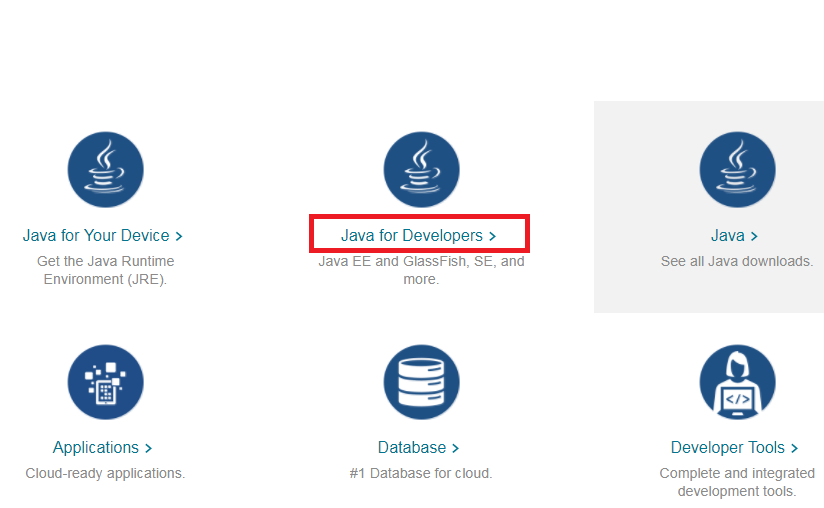 Java for Your Device >
Get the Java Runtime
Environment (JRE).
Java for Developers >
Java EE and GlassFish, SE, and
more.
Java >
See all Java downloads.
Applications >
Cloud-ready applications.
Database >
#1 Database for cloud.
</>
Developer Tools >
Complete and integrated
development tools.